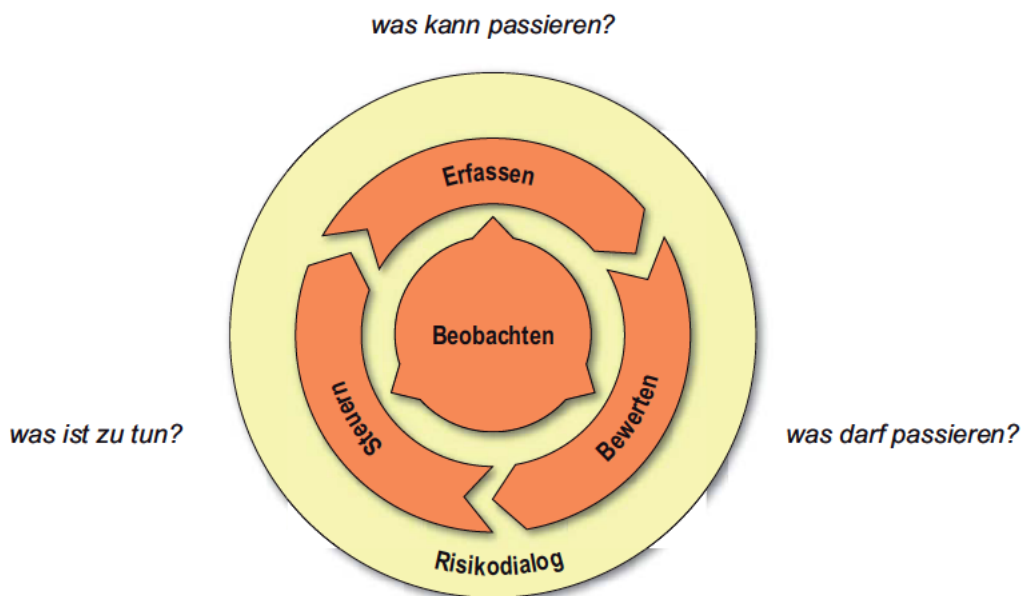 was kann passieren?
Erfassen
Beobachten
Steuern
Bewerten
was ist zu tun?
was darf passieren?
Risikodialog